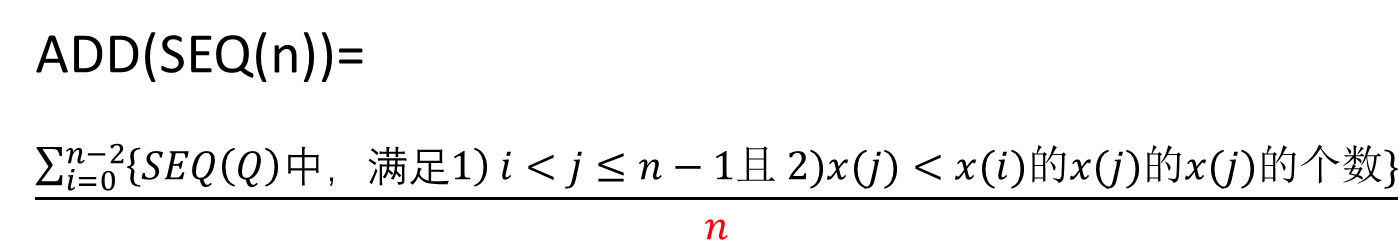 ADD(SEQ(n))=
∑_{i=0}^{n−2}{SEQ(Q)中，满足1) i < j ≤ n − 1且 2)x(j) < x(i)的x(j)的x(j)的个数}
n